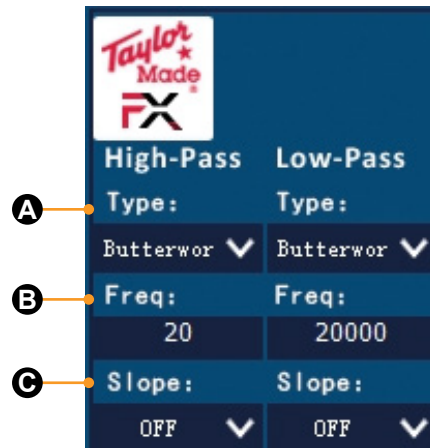 Taylor
Made®
FX
High-Pass Low-Pass
A Type: Type:
Butterwor Butterwor
B Freq: Freq:
20 20000
C Slope: Slope:
OFF OFF